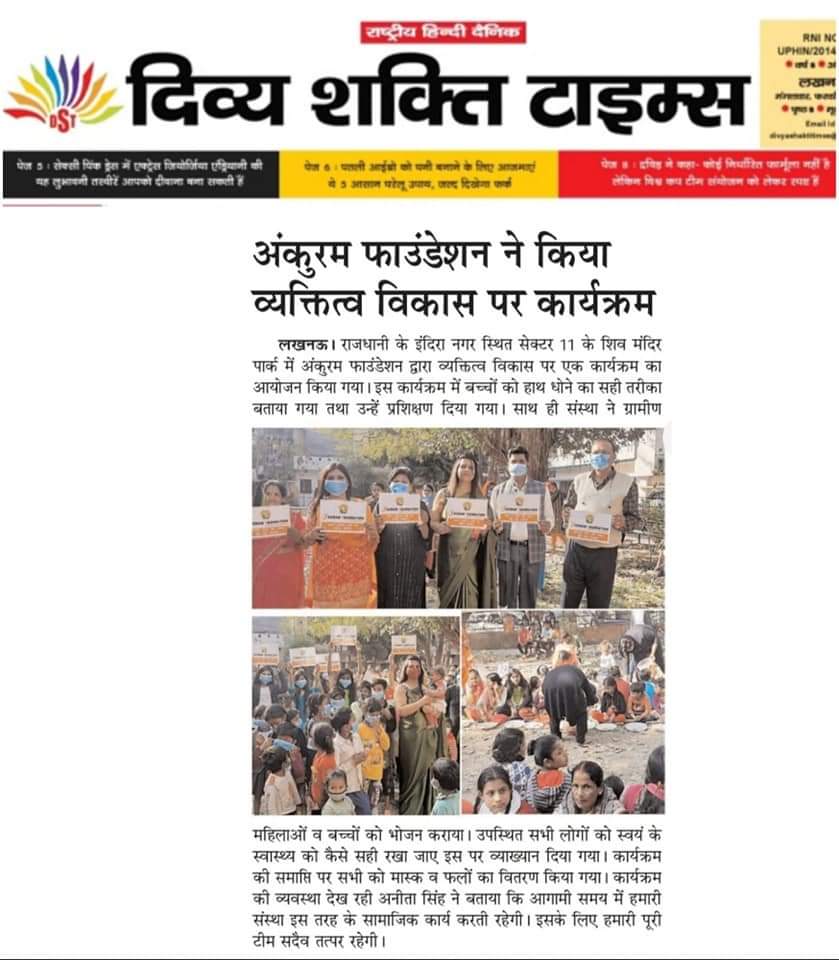 राष्ट्रीय हिन्दी दैनिक
RNI NO
UPHIN/2014
DST
दिव्य शक्ति टाइम्स
लखन
Email Id
पेज 5 : सेक्सी पिंक ड्रेस में एक्ट्रेस जियोर्जिया एंड्रियानी की
यह लुभावनी तस्वीरें आपको दीवाना बना सकती हैं
पेज 6 : पतली आईब्रो को घनी बनाने के लिए आजमाएं
ये 5 आसान घरेलू उपाय, जल्द दिखेगा फर्क
पेज 8 : द्रविड़ ने कहा- कोई निर्धारित फार्मूला नहीं है
लेकिन विश्व कप टीम संयोजन को लेकर स्पष्ट हैं
अंकुरम फाउंडेशन ने किया
व्यक्तित्व विकास पर कार्यक्रम
लखनऊ। राजधानी के इंदिरा नगर स्थित सेक्टर 11 के शिव मंदिर
पार्क में अंकुरम फाउंडेशन द्वारा व्यक्तित्व विकास पर एक कार्यक्रम का
आयोजन किया गया। इस कार्यक्रम में बच्चों को हाथ धोने का सही तरीका
बताया गया तथा उन्हें प्रशिक्षण दिया गया। साथ ही संस्था ने ग्रामीण
महिलाओं व बच्चों को भोजन कराया। उपस्थित सभी लोगों को स्वयं के
स्वास्थ्य को कैसे सही रखा जाए इस पर व्याख्यान दिया गया। कार्यक्रम
की समाप्ति पर सभी को मास्क व फलों का वितरण किया गया। कार्यक्रम
की व्यवस्था देख रही अनीता सिंह ने बताया कि आगामी समय में हमारी
संस्था इस तरह के सामाजिक कार्य करती रहेगी। इसके लिए हमारी पूरी
टीम सदैव तत्पर रहेगी।